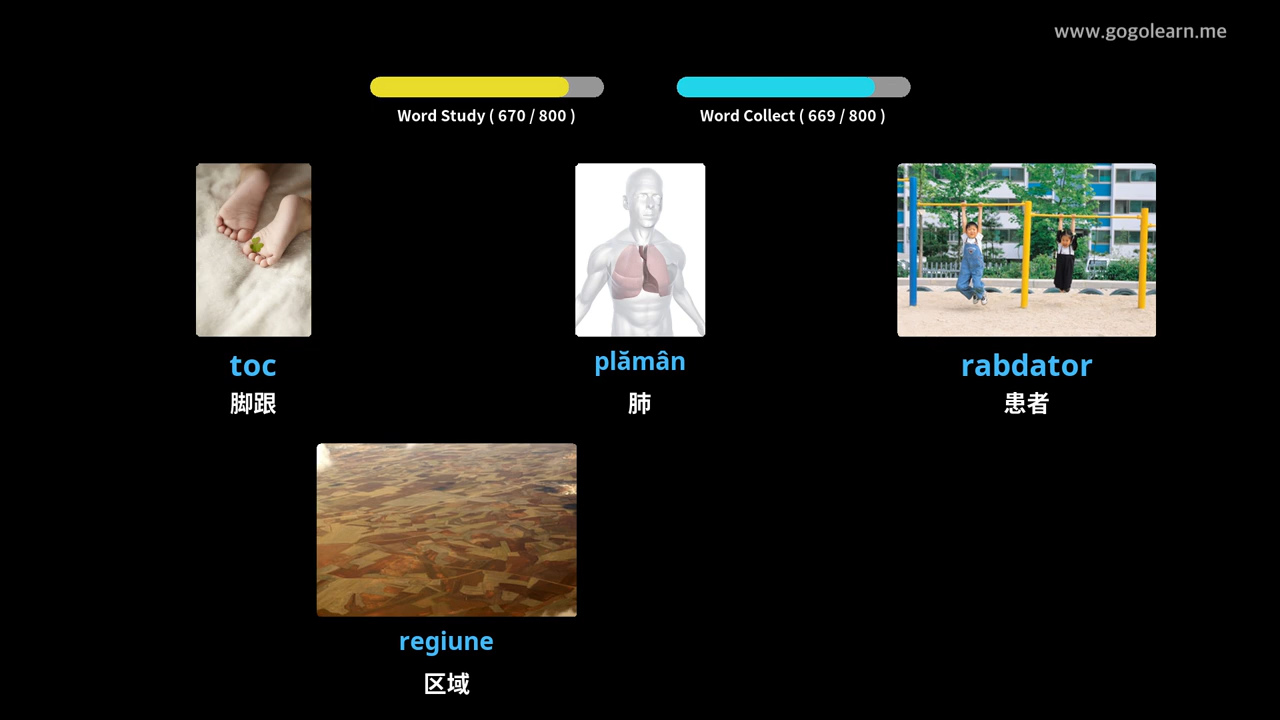 www.gogolearn.me
Word Study ( 670 / 800 )
Word Collect ( 669 / 800 )
toc
脚跟
plămân
肺
rabdator
患者
regiune
区域